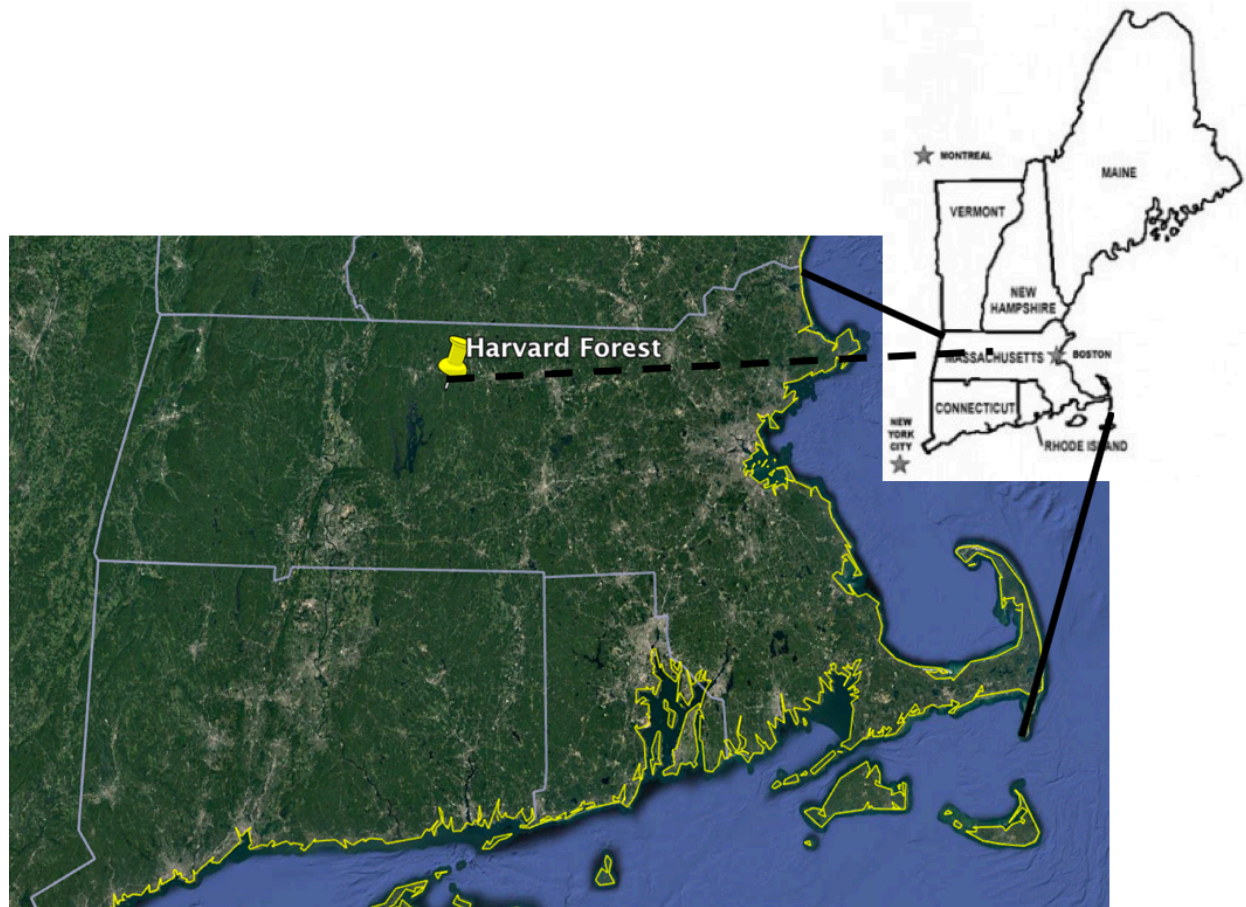 MONTREAL
MAINE
VERMONT
NEW
HAMPSHIRE
Harvard Forest
MASSACHUSETTS
BOSTON
CONNECTICUT
NEW
YORK
CITY
RHODE ISLAND